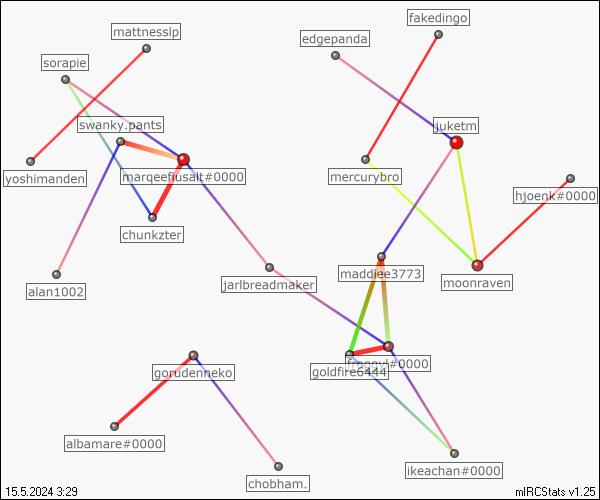 fakedingo
mattnesslp
edgepanda
sorapie
swanky.pants
juketm
marqeefiusalt#0000
mercurybro
yoshimanden
hjoenk#0000
chunkzter
maddiee3773
moonraven
jarlbreadmaker
alan1002
froggyl#0000
goldfire6444
gorudenneko
albamare#0000
ikeachan#0000
chobham.
15.5.2024 3:29
mIRCStats v1.25